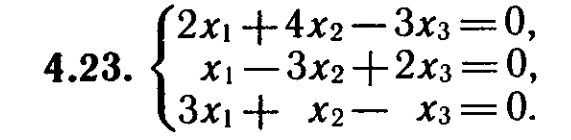 2x₁ + 4x₂ − 3x₃ = 0,
4.23. { x₁ − 3x₂ + 2x₃ = 0,
3x₁ + x₂ − x₃ = 0.